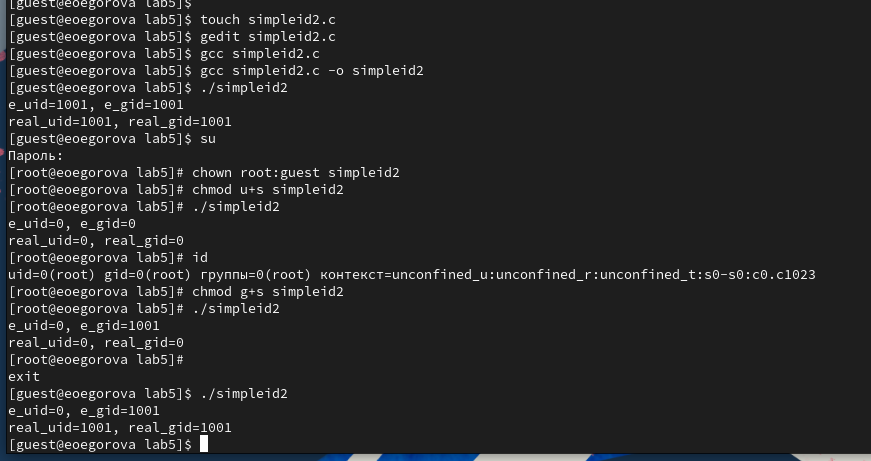 [guest@eoegorova lab5]$
[guest@eoegorova lab5]$ touch simpleid2.c
[guest@eoegorova lab5]$ gedit simpleid2.c
[guest@eoegorova lab5]$ gcc simpleid2.c
[guest@eoegorova lab5]$ gcc simpleid2.c -o simpleid2
[guest@eoegorova lab5]$ ./simpleid2
e_uid=1001, e_gid=1001
real_uid=1001, real_gid=1001
[guest@eoegorova lab5]$ su
Пароль:
[root@eoegorova lab5]# chown root:guest simpleid2
[root@eoegorova lab5]# chmod u+s simpleid2
[root@eoegorova lab5]# ./simpleid2
e_uid=0, e_gid=0
real_uid=0, real_gid=0
[root@eoegorova lab5]# id
uid=0(root) gid=0(root) группы=0(root) контекст=unconfined_u:unconfined_r:unconfined_t:s0-s0:c0.c1023
[root@eoegorova lab5]# chmod g+s simpleid2
[root@eoegorova lab5]# ./simpleid2
e_uid=0, e_gid=1001
real_uid=0, real_gid=0
[root@eoegorova lab5]#
exit
[guest@eoegorova lab5]$ ./simpleid2
e_uid=0, e_gid=1001
real_uid=1001, real_gid=1001
[guest@eoegorova lab5]$